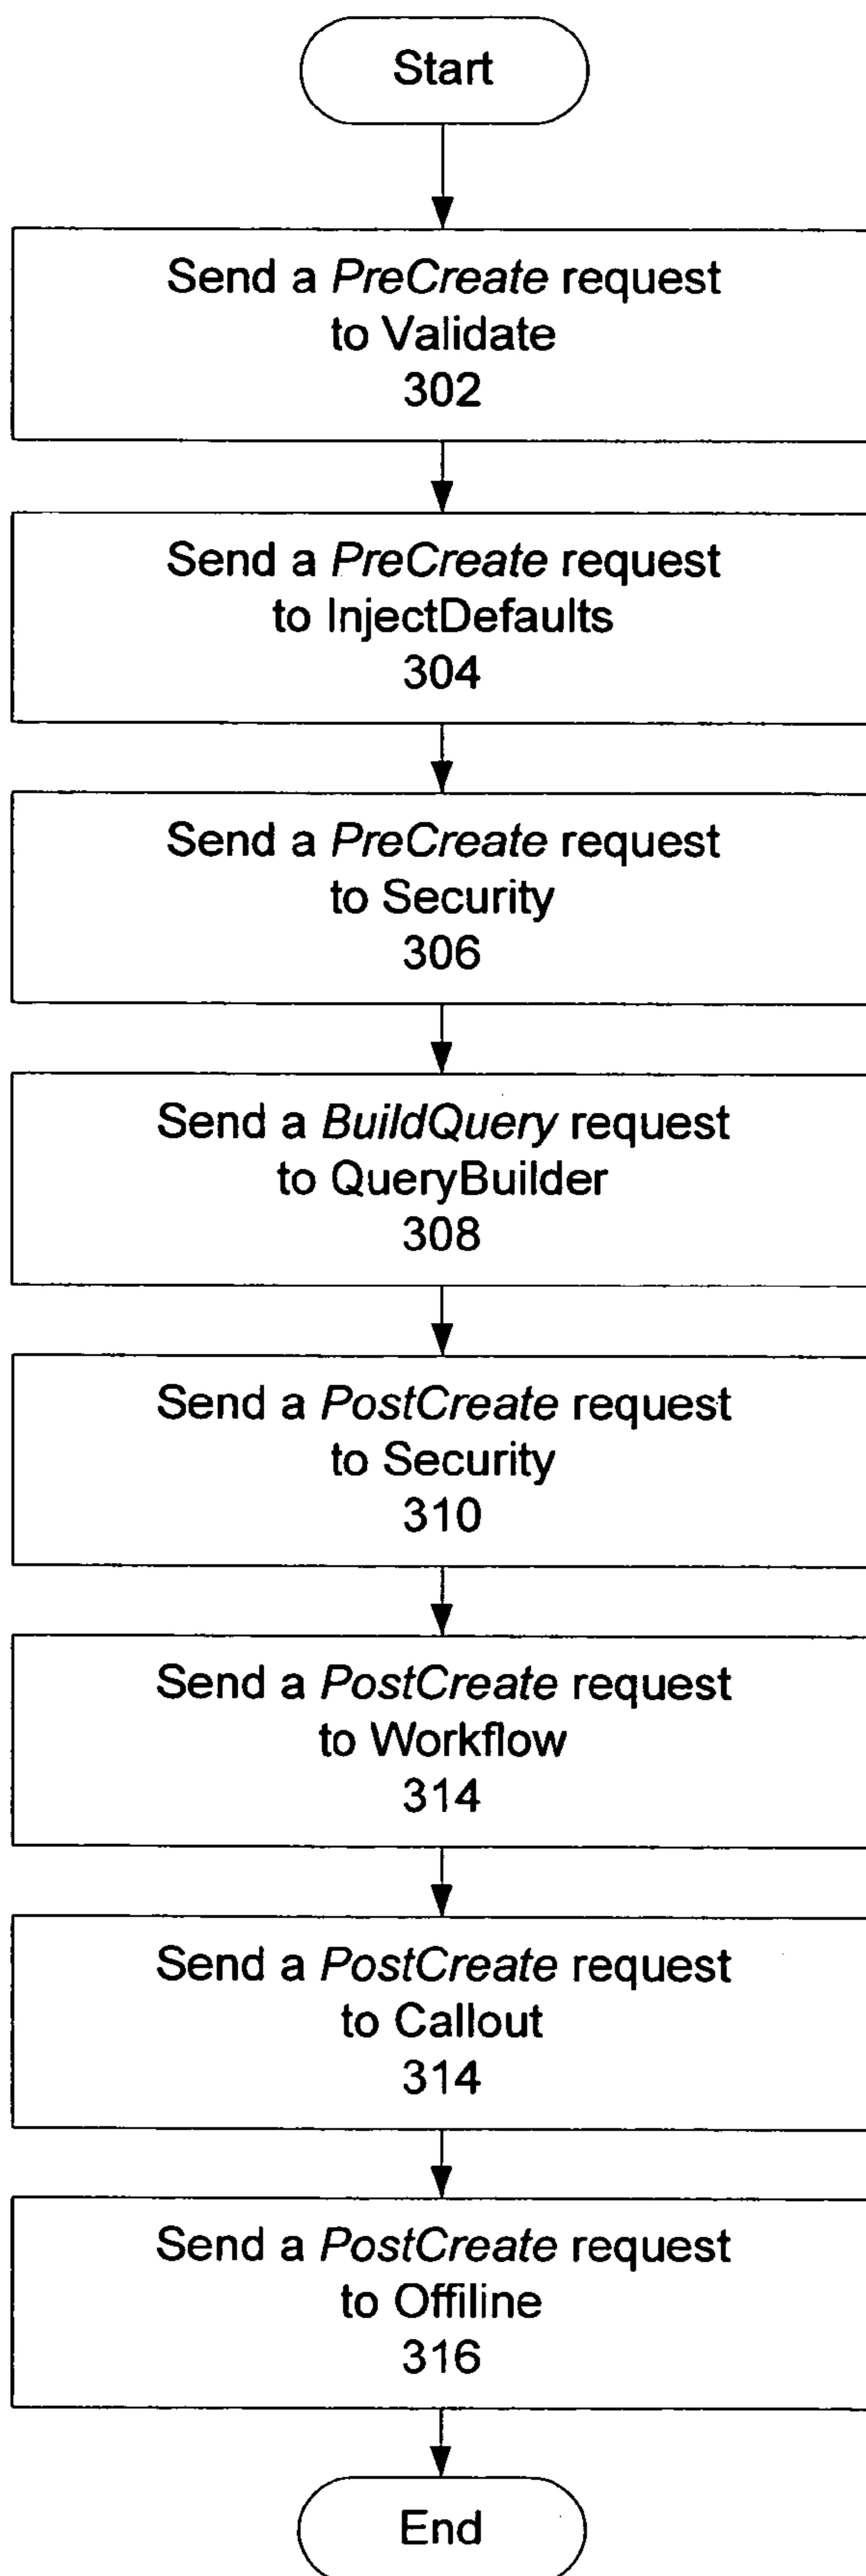 Start
Send a PreCreate request
to Validate
302
Send a PreCreate request
to InjectDefaults
304
Send a PreCreate request
to Security
306
Send a BuildQuery request
to QueryBuilder
308
Send a PostCreate request
to Security
310
Send a PostCreate request
to Workflow
314
Send a PostCreate request
to Callout
314
Send a PostCreate request
to Offiline
316
End